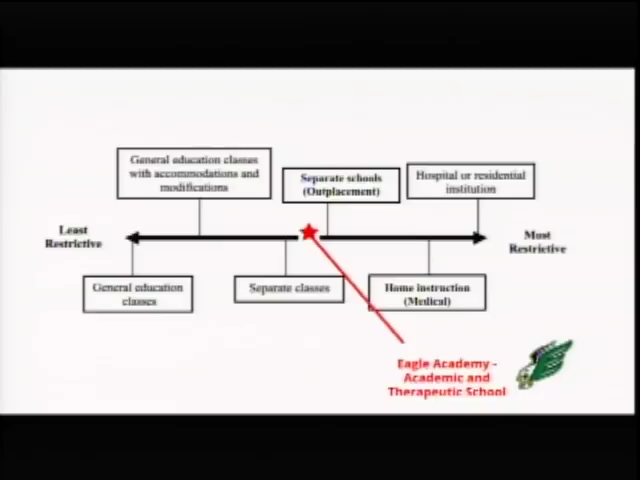 General education classes
with accommodations and
modifications
Separate schools
(Outplacement)
Hospital or residential
institution
Least
Restrictive
Most
Restrictive
General education
classes
Separate classes
Home instruction
(Medical)
Eagle Academy -
Academic and
Therapeutic School